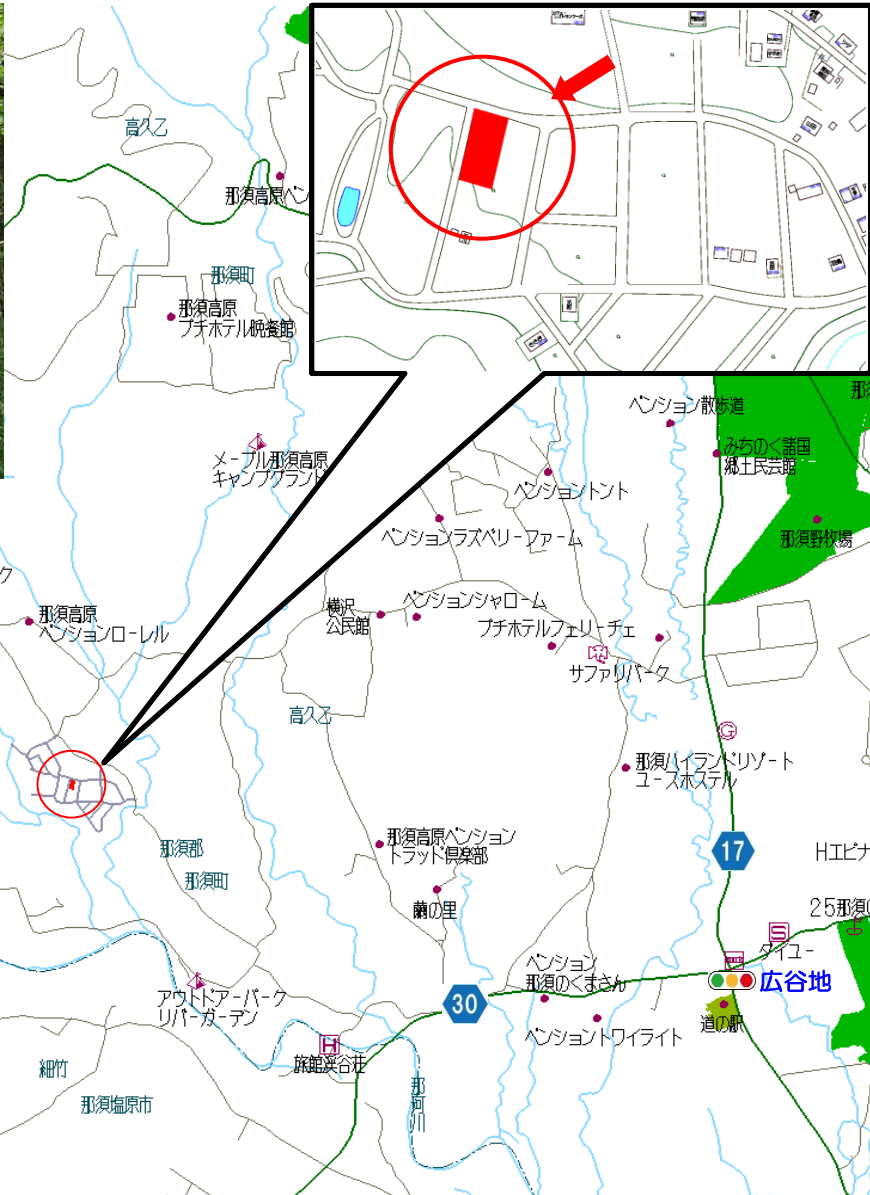 高久乙
那須高原ペン
那須町
那須高原
プチホテル晩餐館
ペンション散歩道
那須
みちのく諸国
郷土民芸館
メープル那須高原
キャンプグランド
ペンショントント
ペンションラズベリーファーム
那須野牧場
ク
那須高原
ペンションローレル
横沢
公民館
ペンションシャローム
プチホテルフェリーチェ
サファリパーク
高久乙
G
那須ハイランドリゾート
ユースホステル
那須郡
那須町
那須高原ペンション
トラッド倶楽部
17
Hエピナ
繭の里
25那須
S
ダイユー
ペンション
那須のくまさん
広谷地
アウトドアーパーク
リバーガーデン
30
道の駅
ペンショントワイライト
H
旅館渓谷荘
細竹
那須塩原市
那珂川